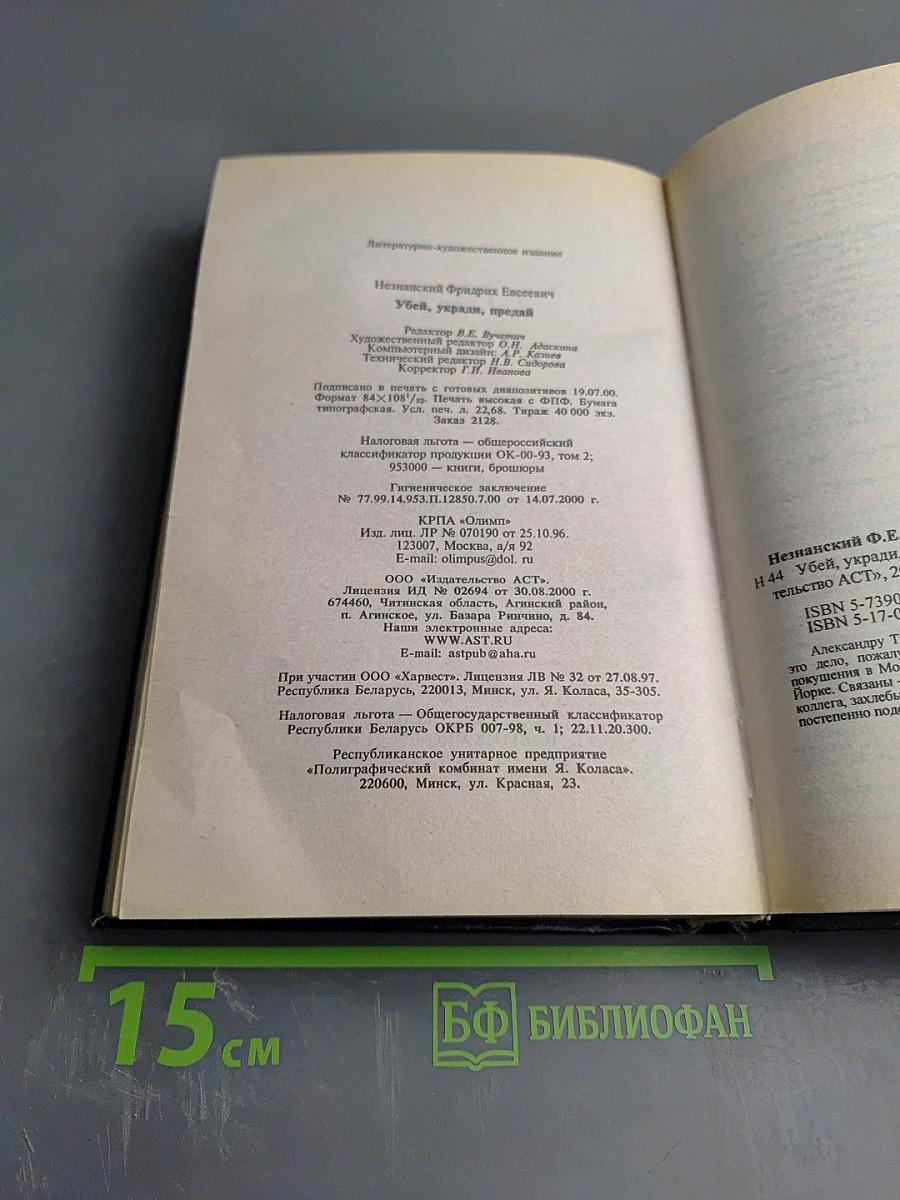 Литературно-художественное издание
Незнанский Фридрих Евсеевич
Убей, укради, предай
Редактор В.Е. Вучетич
Художественный редактор О.Н. Адаскина
Компьютерный дизайн: А.Р. Казиев
Технический редактор Н.В. Сидорова
Корректор Г.И. Иванова
Подписано в печать с готовых диапозитивов 19.07.00.
Формат 84×108¹/₃₂. Печать высокая с ФПФ. Бумага
типографская. Усл. печ. л. 22,68. Тираж 40 000 экз.
Заказ 2128.
Налоговая льгота — общероссийский
классификатор продукции ОК-00-93, том 2;
953000 — книги, брошюры
Гигиеническое заключение
№ 77.99.14.953.П.12850.7.00 от 14.07.2000 г.
КРПА «Олимп»
Изд. лиц. ЛР № 070190 от 25.10.96.
123007, Москва, а/я 92
E-mail: olimpus@dol. ru
ООО «Издательство АСТ».
Лицензия ИД № 02694 от 30.08.2000 г.
674460, Читинская область, Агинский район,
п. Агинское, ул. Базара Ринчино, д. 84.
Наши электронные адреса:
WWW.AST.RU
E-mail: astpub@aha.ru
При участии ООО «Харвест». Лицензия ЛВ № 32 от 27.08.97.
Республика Беларусь, 220013, Минск, ул. Я. Коласа, 35-305.
Налоговая льгота — Общегосударственный классификатор
Республики Беларусь ОКРБ 007-98, ч. 1; 22.11.20.300.
Республиканское унитарное предприятие
«Полиграфический комбинат имени Я. Коласа».
220600, Минск, ул. Красная, 23.
Незнанский Ф.Е.
Н 44 Убей, укради,
тельство АСТ», 2
ISBN 5-7390
ISBN 5-17-0
Александру Т
это дело, пожалу
покушения в Мо
Йорке. Связаны -
коллега, захлебы
постепенно под
15 см
БФ БИБЛИОФАН